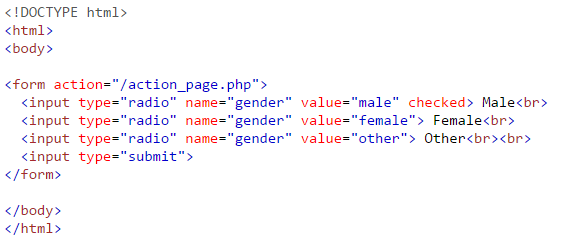 <!DOCTYPE html>
<html>
<body>
<form action="/action_page.php">
<input type="radio" name="gender" value="male" checked> Male<br>
<input type="radio" name="gender" value="female"> Female<br>
<input type="radio" name="gender" value="other"> Other<br><br>
<input type="submit">
</form>
</body>
</html>